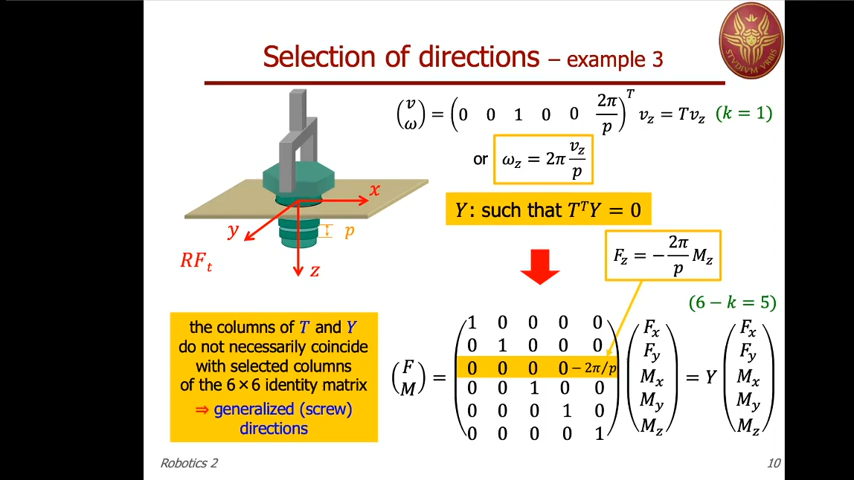 Selection of directions – example 3
STVDIVM VRBIS
(v ω) = (0 0 1 0 0 2π/p)^T v_z = Tv_z (k = 1)
or ω_z = 2π v_z/p
x
y
p
RF_t
z
Y: such that T^T Y = 0
F_z = − 2π/p M_z
(6 − k = 5)
the columns of T and Y
do not necessarily coincide
with selected columns
of the 6×6 identity matrix
⇒ generalized (screw)
directions
(F M) =
1 0 0 0 0
0 1 0 0 0
0 0 0 0 −2π/p
0 0 1 0 0
0 0 0 1 0
0 0 0 0 1
(F_x F_y M_x M_y M_z) = Y (F_x F_y M_x M_y M_z)
Robotics 2
10